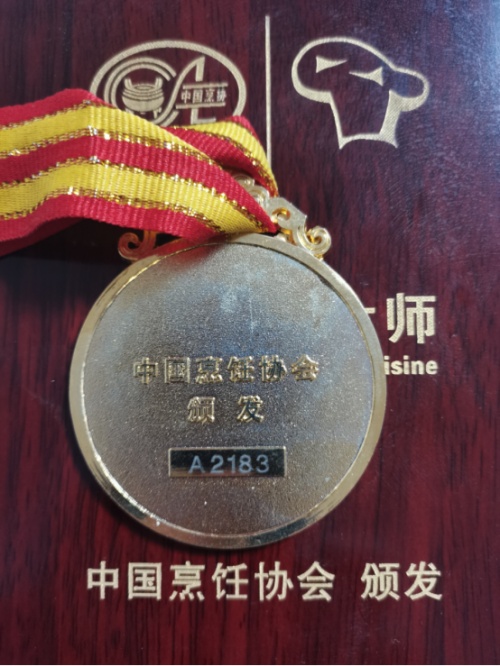 中国烹协
师
isine
中国烹饪协会
颁发
A2183
中国烹饪协会 颁发